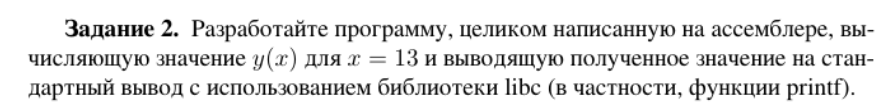 Задание 2. Разработайте программу, целиком написанную на ассемблере, вы-
числяющую значение y(x) для x = 13 и выводящую полученное значение на стан-
дартный вывод с использованием библиотеки libc (в частности, функции printf).